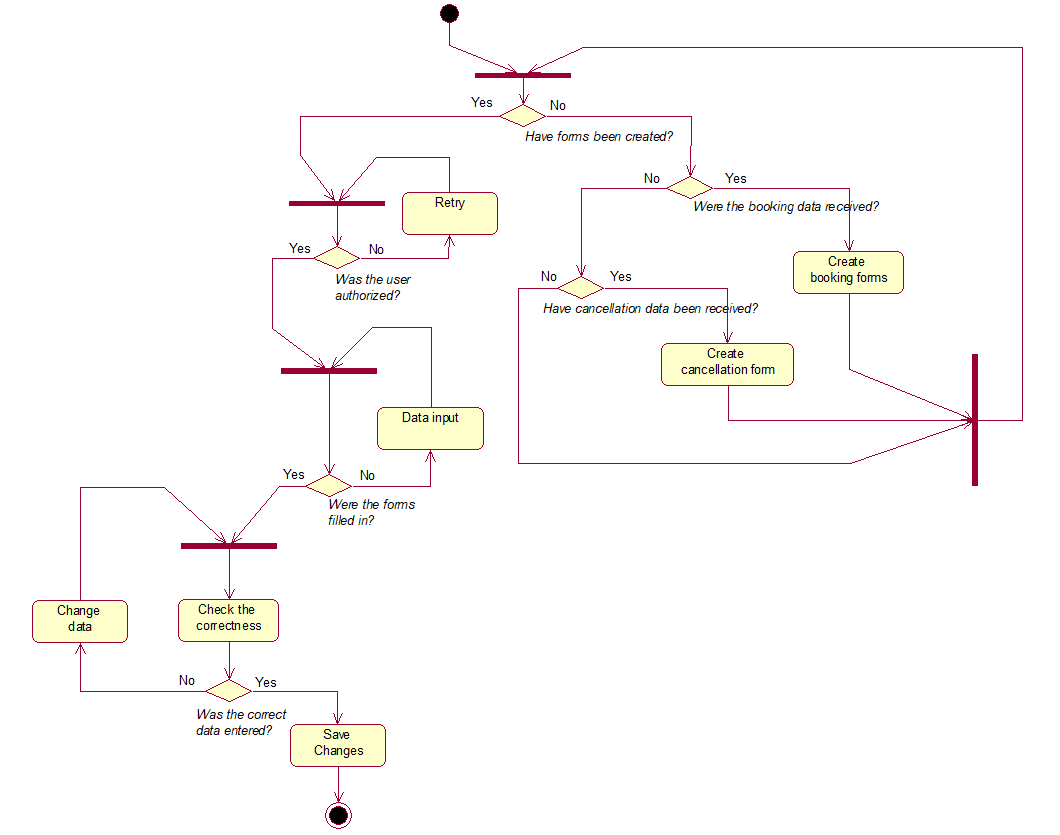 Yes
No
Have forms been created?
No
Yes
Were the booking data received?
Retry
Yes
No
Was the user
authorized?
Create
booking forms
No
Yes
Have cancellation data been received?
Create
cancellation form
Data input
Yes
No
Were the forms
filled in?
Change
data
Check the
correctness
No
Yes
Was the correct
data entered?
Save
Changes